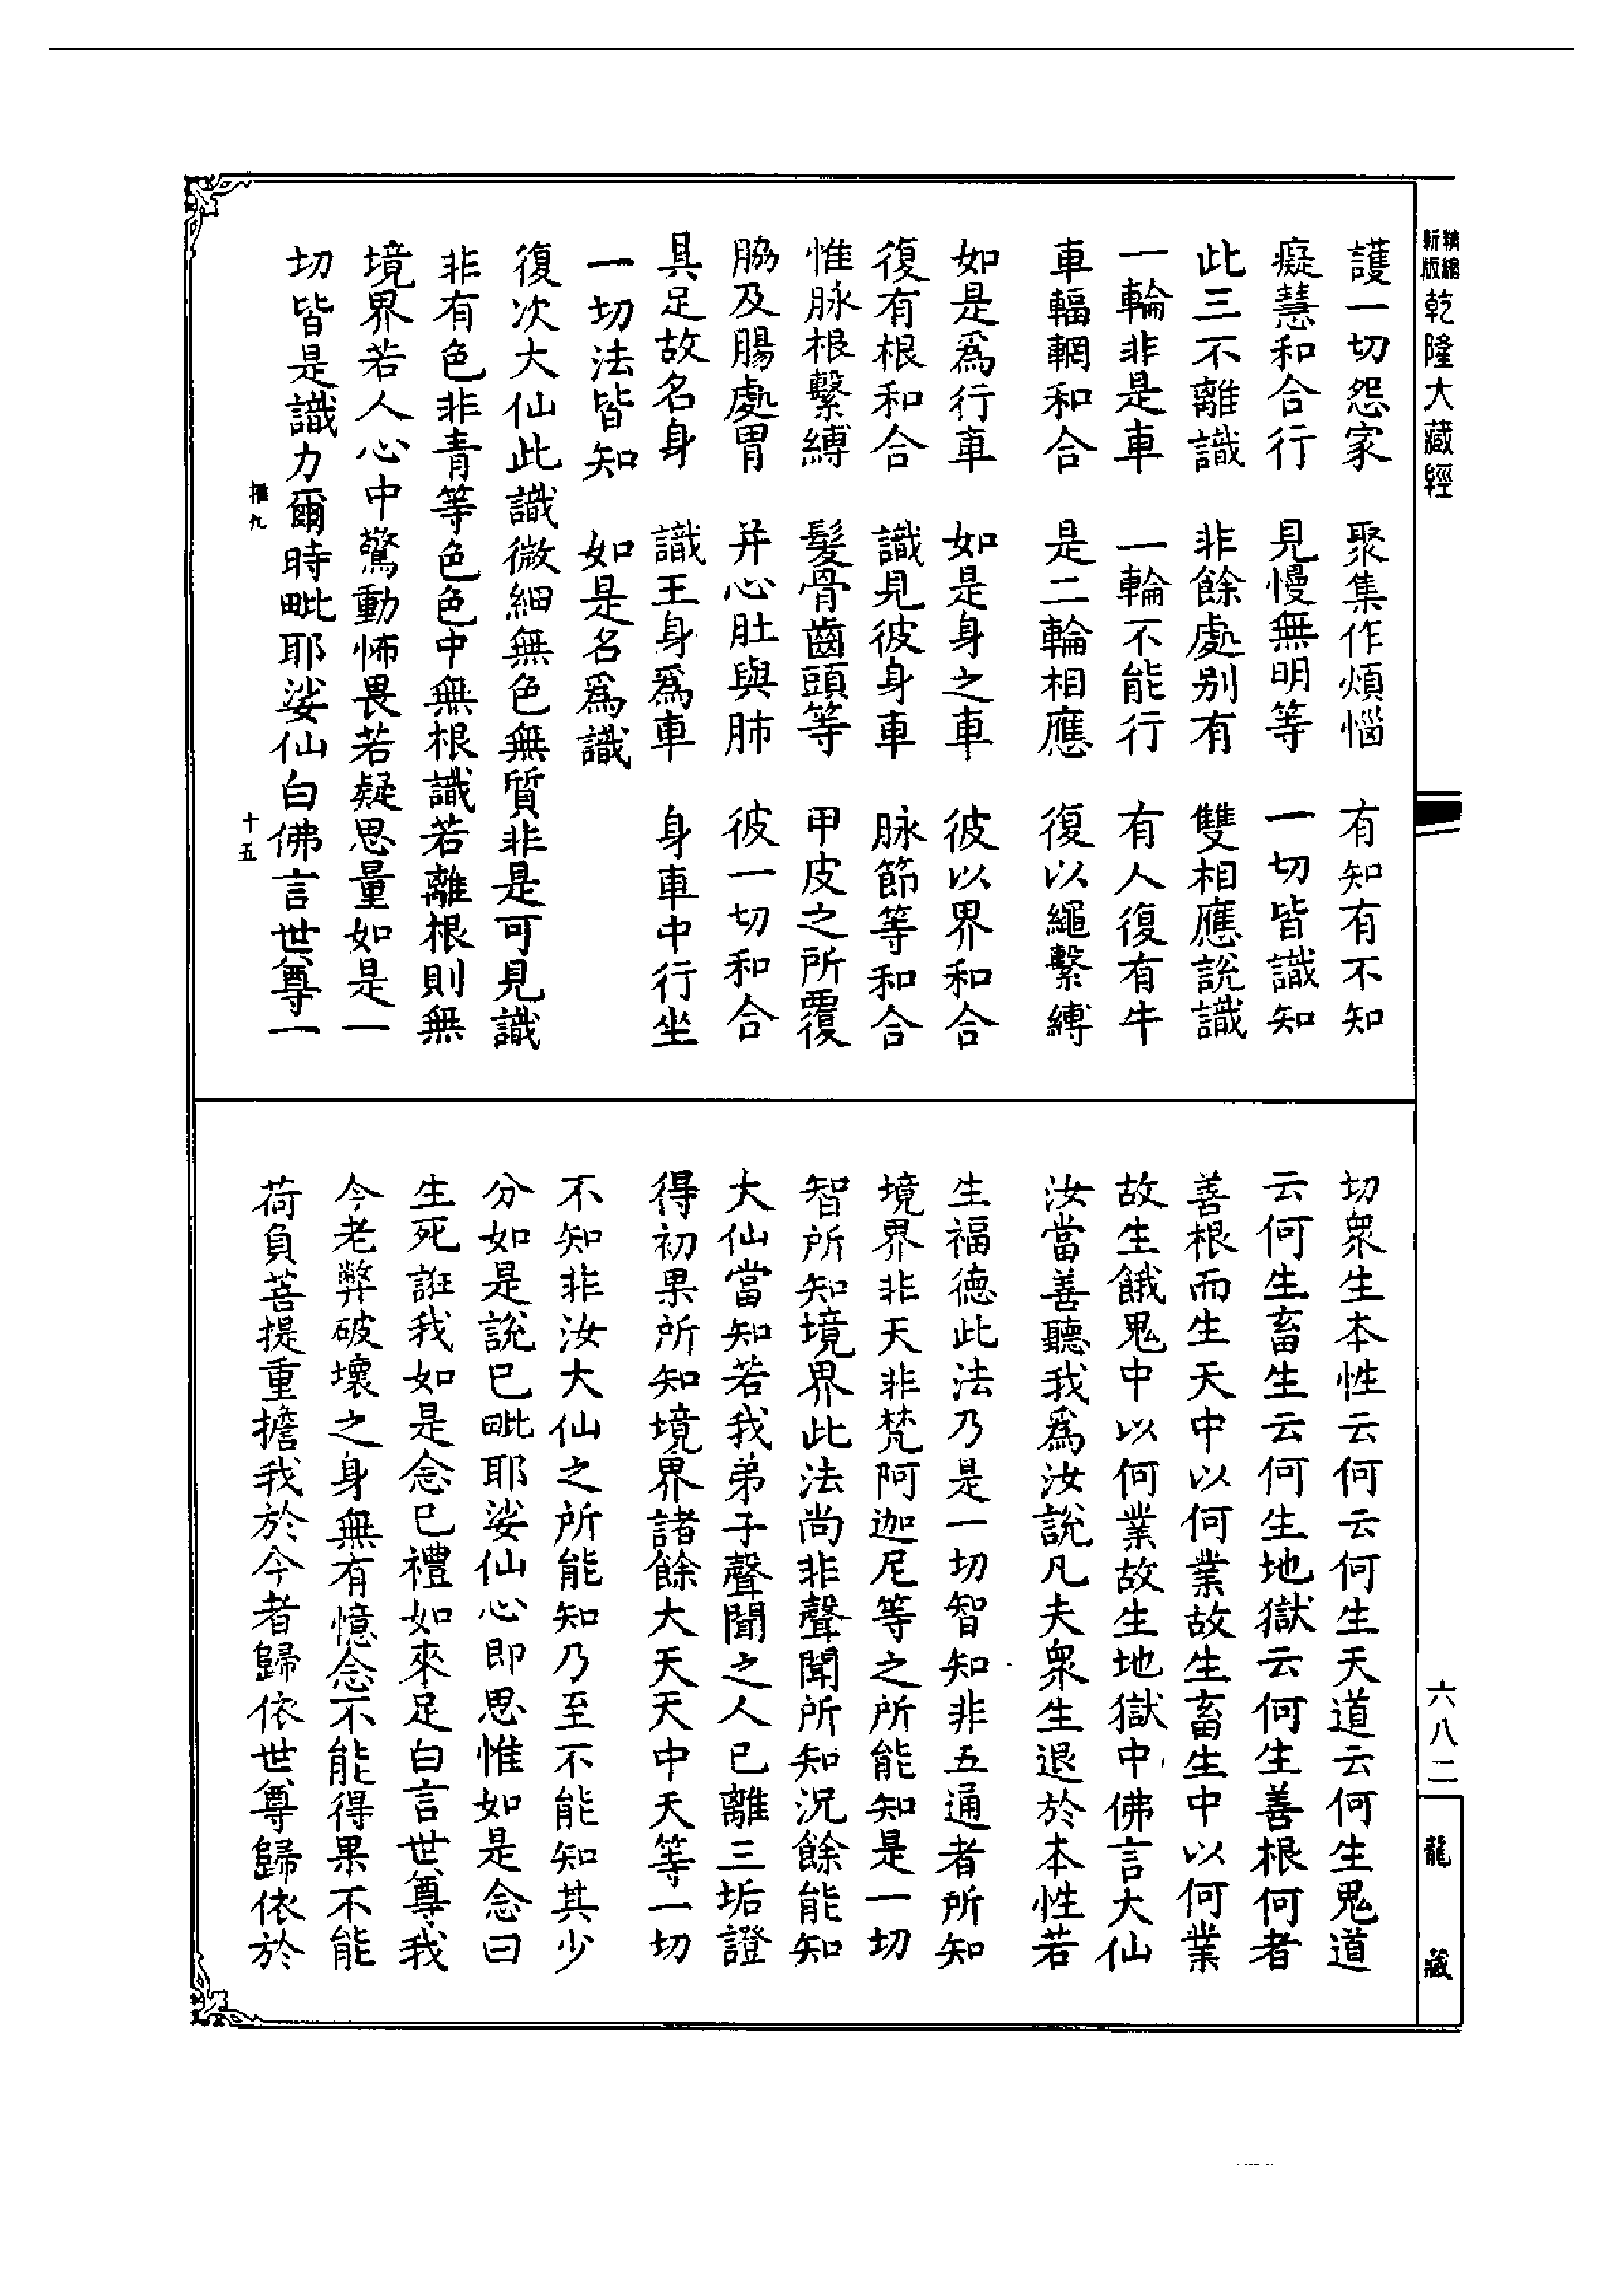 新編
新版
乾隆大藏經
護一切怨家　聚集作煩惱　有知有不知
癡慧和合行　見慢無明等　一切皆識知
此三不離識　非餘處別有　雙相應說識
一輪非是車　一輪不能行　有人復有牛
車輻輞和合　是二輪相應　復以繩繫縛
如是爲行車　如是身之車　彼以界和合
復有根和合　識見彼身車　脉節等和合
惟脉根繫縛　髮骨齒頭等　甲皮之所覆
脇及腸處胃　并心肚與肺　彼一切和合
具足故名身　識王身爲車　身車中行坐
一切法皆知　如是名爲識
復次大仙此識微細無色無質非是可見識
非有色非青等色色中無根識若離根則無
境界若人心中驚動怖畏若疑思量如是一
切皆是識力爾時毗耶娑仙白佛言世尊一
十五
切衆生本性云何云何生天道云何生鬼道
云何生畜生云何生地獄云何生善根何者
善根而生天中以何業故生畜生中以何業
故生餓鬼中以何業故生地獄中佛言大仙
汝當善聽我爲汝說凡夫衆生退於本性若
生福德此法乃是一切智知非五通者所知
境界非天非梵阿迦尼等之所能知是一切
智所知境界此法尚非聲聞所知況餘能知
大仙當知若我弟子聲聞之人已離三垢證
得初果所知境界諸餘大天天中天等一切
不知非汝大仙之所能知乃至不能知其少
分如是說已毗耶娑仙心即思惟如是念曰
生死誑我如是念已禮如來足白言世尊我
今老弊破壞之身無有憶念不能得果不能
荷負菩提重擔我於今者歸依世尊歸依於
六八二
龍藏